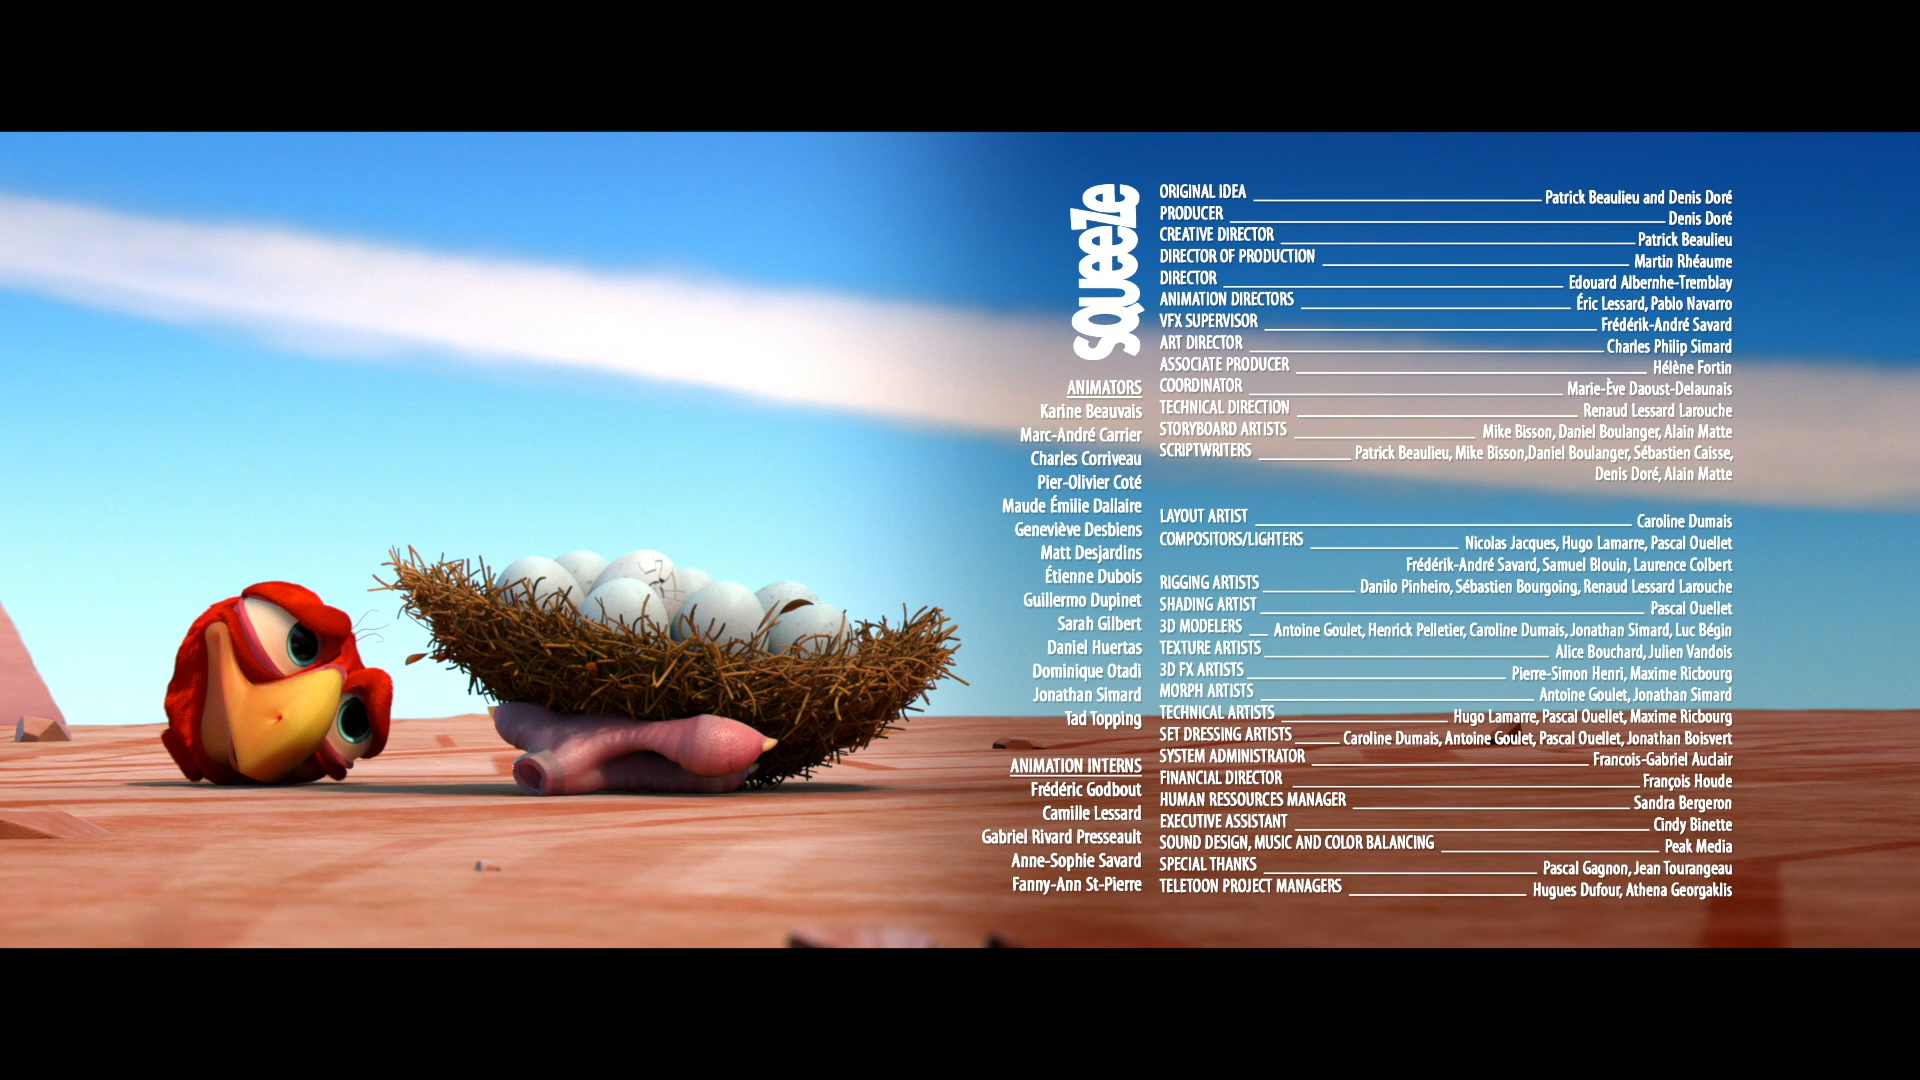 squeeze
ANIMATORS
Karine Beauvais
Marc-André Carrier
Charles Corriveau
Pier-Olivier Coté
Maude Émilie Dallaire
Geneviève Desbiens
Matt Desjardins
Étienne Dubois
Guillermo Dupinet
Sarah Gilbert
Daniel Huertas
Dominique Otadi
Jonathan Simard
Tad Topping
ANIMATION INTERNS
Frédéric Godbout
Camille Lessard
Gabriel Rivard Presseault
Anne-Sophie Savard
Fanny-Ann St-Pierre
ORIGINAL IDEA Patrick Beaulieu and Denis Doré
PRODUCER Denis Doré
CREATIVE DIRECTOR Patrick Beaulieu
DIRECTOR OF PRODUCTION Martin Rhéaume
DIRECTOR Edouard Albernhe-Tremblay
ANIMATION DIRECTORS Éric Lessard, Pablo Navarro
VFX SUPERVISOR Frédérik-André Savard
ART DIRECTOR Charles Philip Simard
ASSOCIATE PRODUCER Hélène Fortin
COORDINATOR Marie-Ève Daoust-Delaunais
TECHNICAL DIRECTION Renaud Lessard Larouche
STORYBOARD ARTISTS Mike Bisson, Daniel Boulanger, Alain Matte
SCRIPTWRITERS Patrick Beaulieu, Mike Bisson,Daniel Boulanger, Sébastien Caisse,
Denis Doré, Alain Matte
LAYOUT ARTIST Caroline Dumais
COMPOSITORS/LIGHTERS Nicolas Jacques, Hugo Lamarre, Pascal Ouellet
Frédérik-André Savard, Samuel Blouin, Laurence Colbert
RIGGING ARTISTS Danilo Pinheiro, Sébastien Bourgoing, Renaud Lessard Larouche
SHADING ARTIST Pascal Ouellet
3D MODELERS Antoine Goulet, Henrick Pelletier, Caroline Dumais, Jonathan Simard, Luc Bégin
TEXTURE ARTISTS Alice Bouchard, Julien Vandois
3D FX ARTISTS Pierre-Simon Henri, Maxime Ricbourg
MORPH ARTISTS Antoine Goulet, Jonathan Simard
TECHNICAL ARTISTS Hugo Lamarre, Pascal Ouellet, Maxime Ricbourg
SET DRESSING ARTISTS Caroline Dumais, Antoine Goulet, Pascal Ouellet, Jonathan Boisvert
SYSTEM ADMINISTRATOR Francois-Gabriel Auclair
FINANCIAL DIRECTOR François Houde
HUMAN RESSOURCES MANAGER Sandra Bergeron
EXECUTIVE ASSISTANT Cindy Binette
SOUND DESIGN, MUSIC AND COLOR BALANCING Peak Media
SPECIAL THANKS Pascal Gagnon, Jean Tourangeau
TELETOON PROJECT MANAGERS Hugues Dufour, Athena Georgaklis